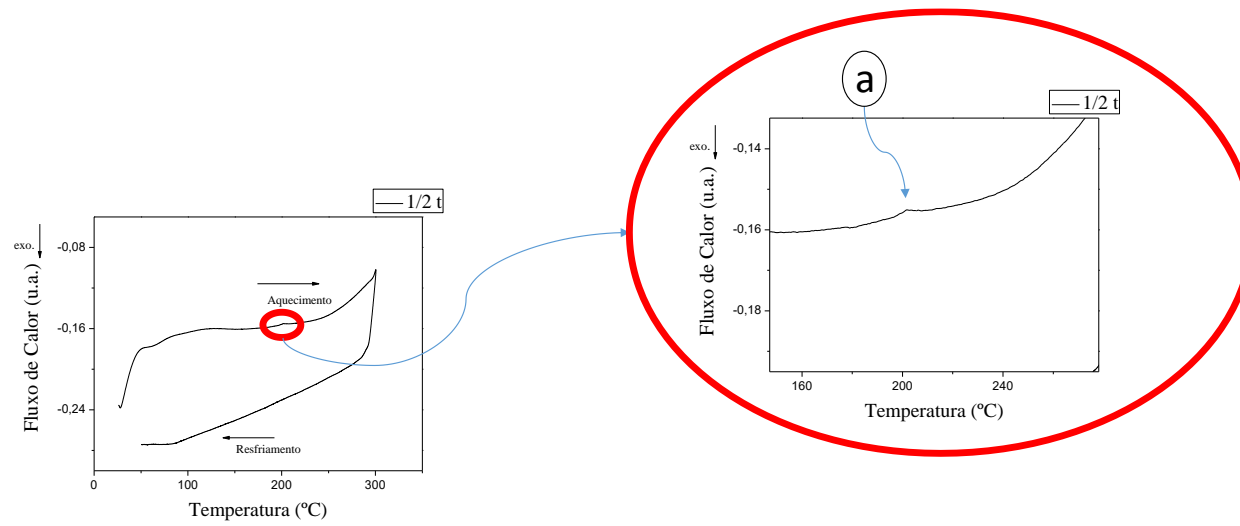 1/2 t
exo.
-0,08
-0,16
-0,24
Fluxo de Calor (u.a.)
Aquecimento
Resfriamento
0
100
200
300
Temperatura (ºC)
a
1/2 t
exo.
-0,14
-0,16
-0,18
Fluxo de Calor (u.a.)
160
200
240
Temperatura (ºC)